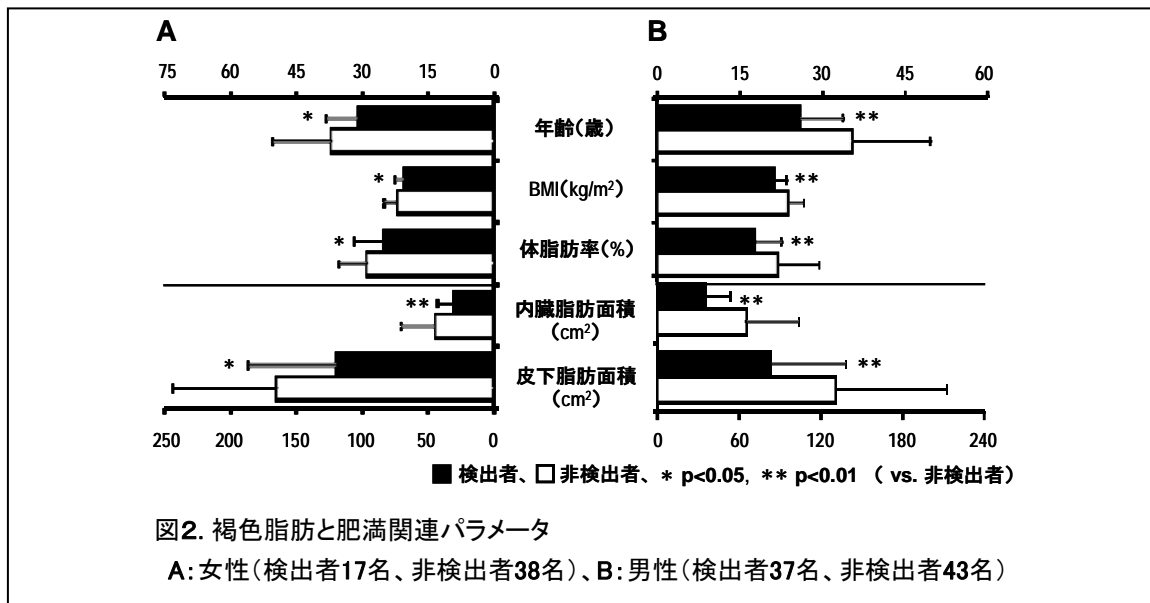 A B
75 60 45 30 15 0 0 15 30 45 60
* 年齢(歳) **
* BMI(kg/m²) **
* 体脂肪率(%) **
** 内臓脂肪面積 **
(cm²)
* 皮下脂肪面積 **
(cm²)
250 200 150 100 50 0 0 60 120 180 240
検出者、 非検出者、 * p<0.05, ** p<0.01 ( vs. 非検出者)
図2. 褐色脂肪と肥満関連パラメータ
A:女性(検出者17名、非検出者38名)、B:男性(検出者37名、非検出者43名)